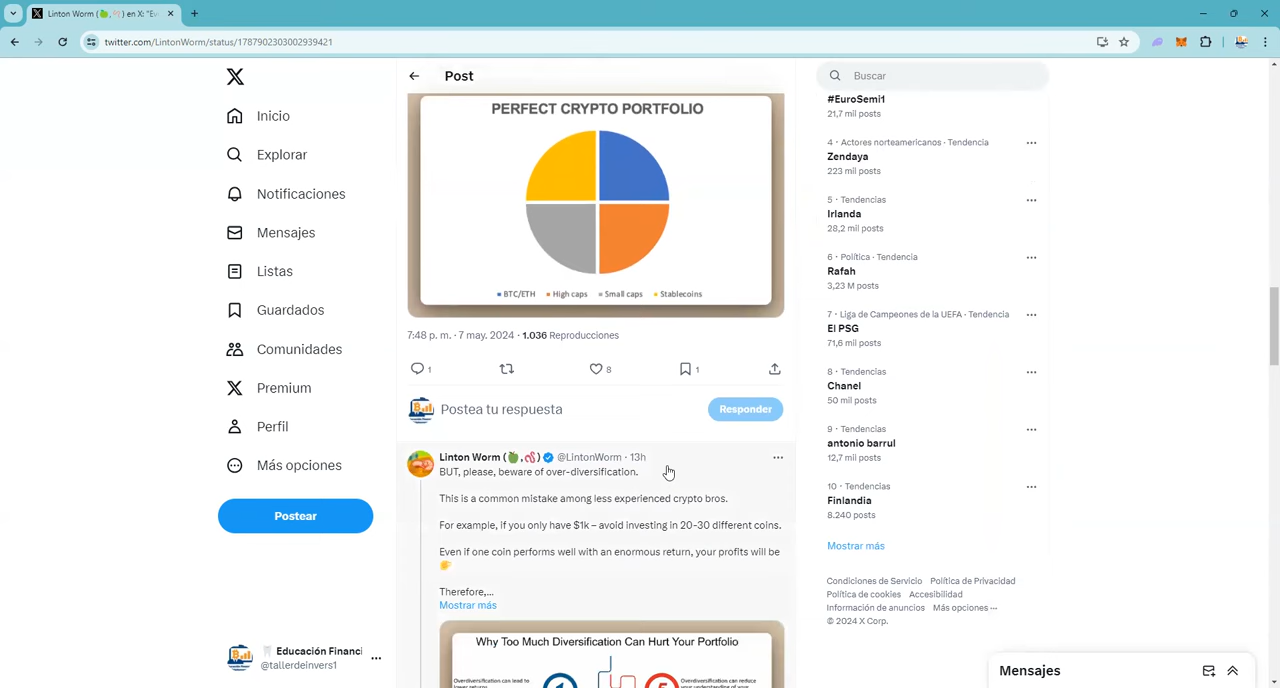 Linton Worm (🍏,🪱) en X: "Ex
twitter.com/LintonWorm/status/1787902303002939421
Inicio
Explorar
Notificaciones
Mensajes
Listas
Guardados
Comunidades
Premium
Perfil
Más opciones
Postear
Educación Financi
@tallerdeinvers1
Post
PERFECT CRYPTO PORTFOLIO
BTC/ETH High caps Small caps Stablecoins
7:48 p. m. · 7 may. 2024 · 1.036 Reproducciones
1 8 1
Postea tu respuesta
Responder
Linton Worm (🍏,🪱) @LintonWorm · 13h
BUT, please, beware of over-diversification.
This is a common mistake among less experienced crypto bros.
For example, if you only have $1k – avoid investing in 20-30 different coins.
Even if one coin performs well with an enormous return, your profits will be
🤏
Therefore,...
Mostrar más
Why Too Much Diversification Can Hurt Your Portfolio
Overdiversification can lead to
Overdiversification can reduce
Buscar
#EuroSemi1
21,7 mil posts
4 · Actores norteamericanos · Tendencia
Zendaya
223 mil posts
5 · Tendencias
Irlanda
28,2 mil posts
6 · Política · Tendencia
Rafah
3,23 M posts
7 · Liga de Campeones de la UEFA · Tendencia
El PSG
71,6 mil posts
8 · Tendencias
Chanel
50 mil posts
9 · Tendencias
antonio barrul
12,7 mil posts
10 · Tendencias
Finlandia
8.240 posts
Mostrar más
Condiciones de Servicio Política de Privacidad
Política de cookies Accesibilidad
Información de anuncios Más opciones ···
© 2024 X Corp.
Mensajes